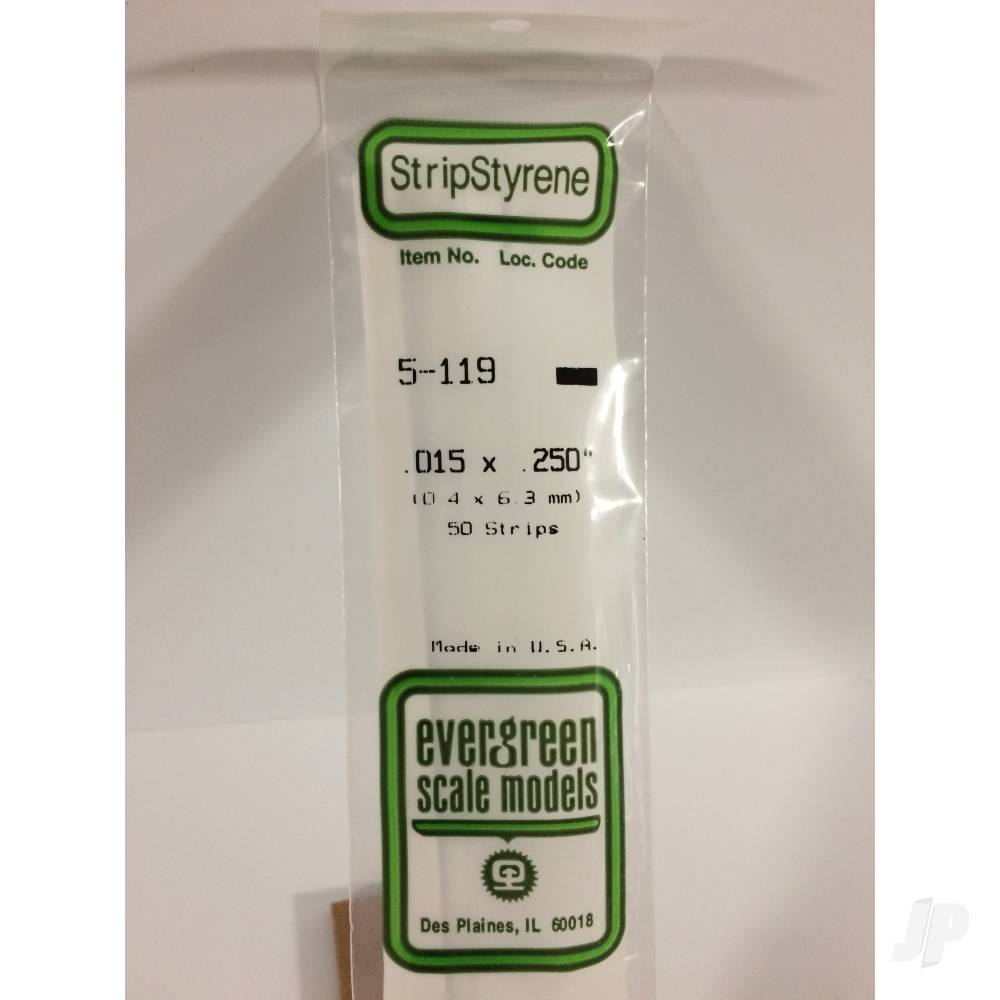 StripStyrene
Item No. Loc. Code
5-119
.015 x .250"
(0.4 x 6.3 mm)
50 Strips
Made in U.S.A.
evergreen
scale models
Des Plaines, IL 60018
JP